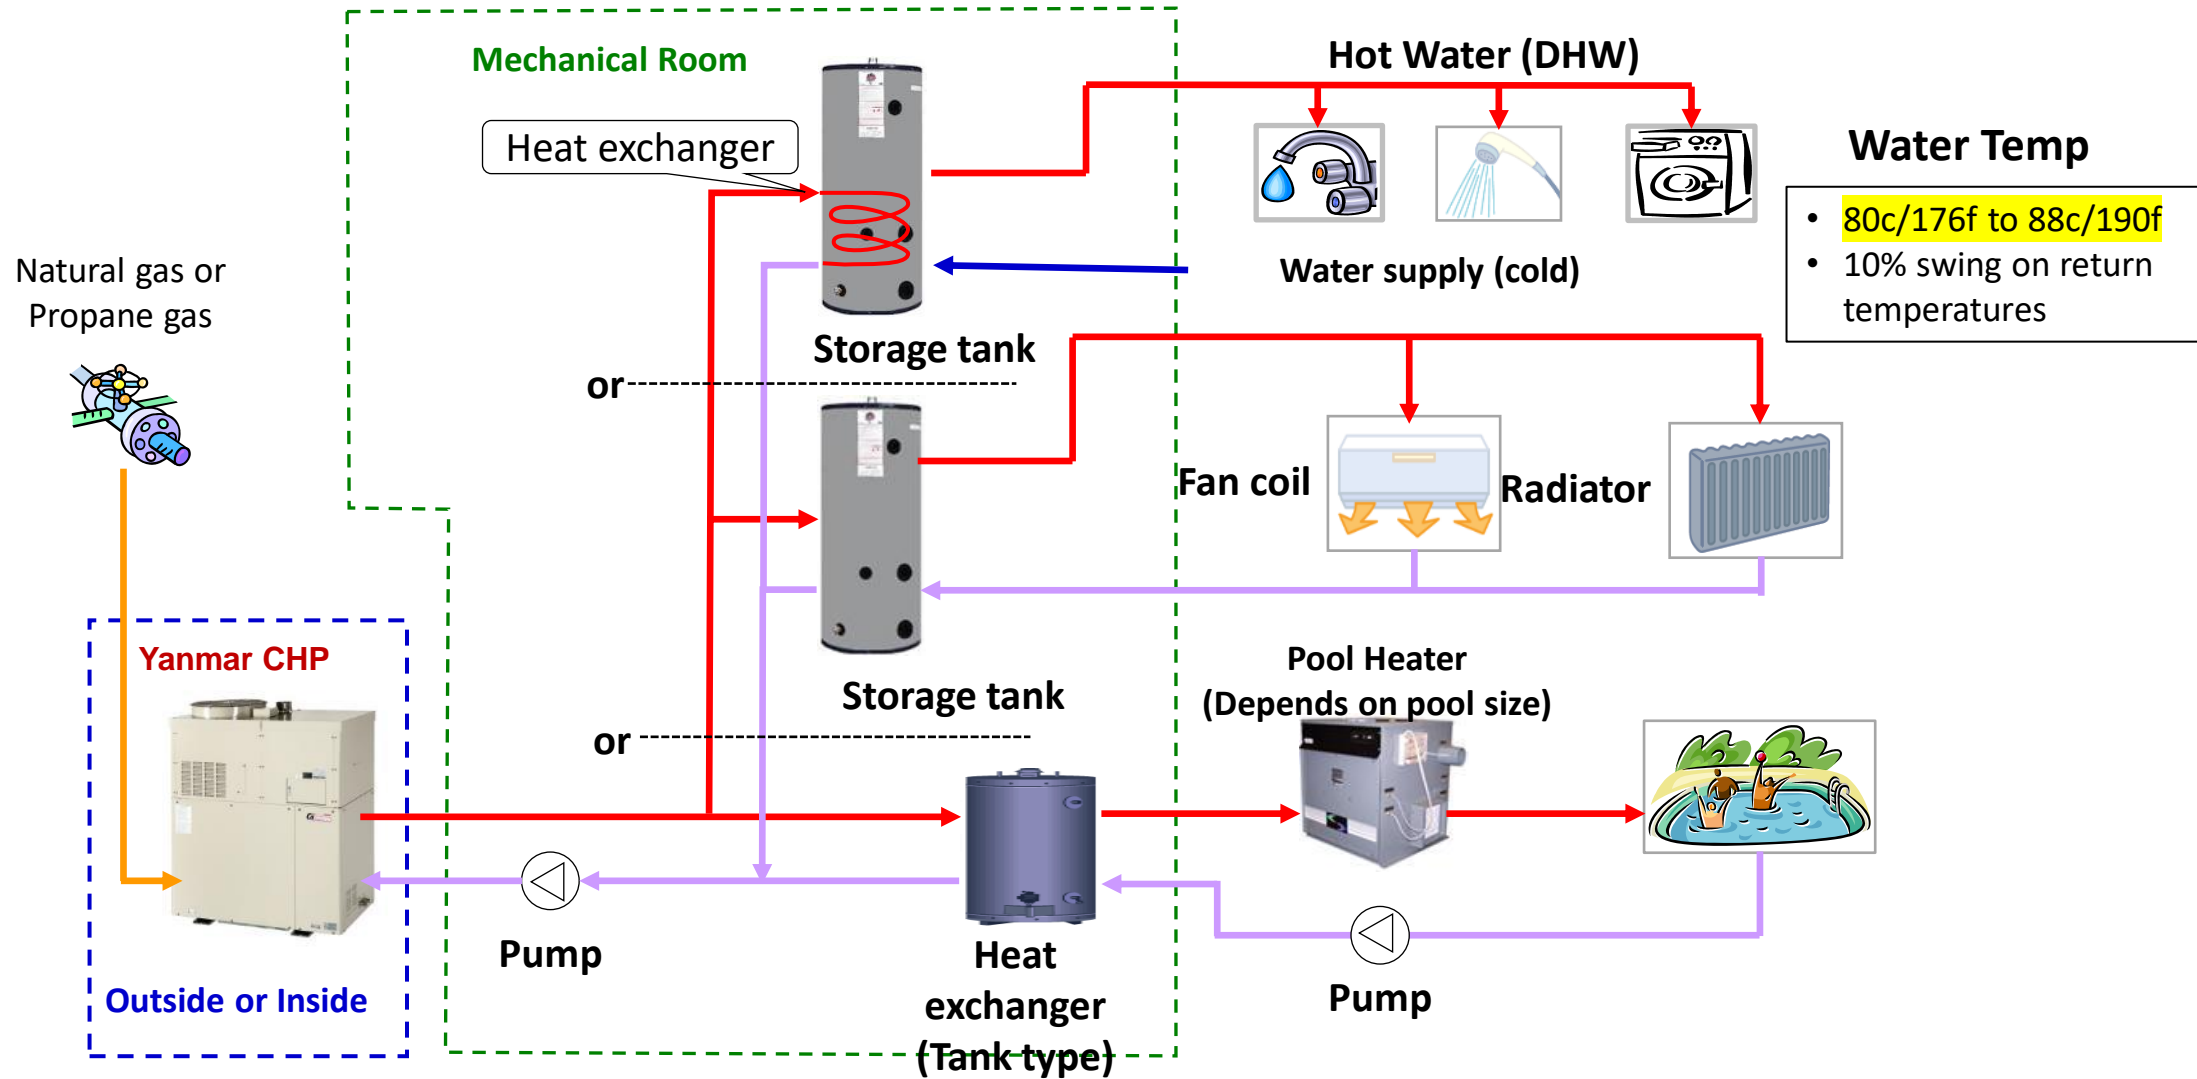 Mechanical Room
Hot Water (DHW)
Heat exchanger
Water Temp
• 80c/176f to 88c/190f
• 10% swing on return
temperatures
Natural gas or
Propane gas
Water supply (cold)
Storage tank
or
Fan coil
Radiator
Yanmar CHP
Pool Heater
(Depends on pool size)
Storage tank
or
Pump
Heat
exchanger
(Tank type)
Outside or Inside
Pump